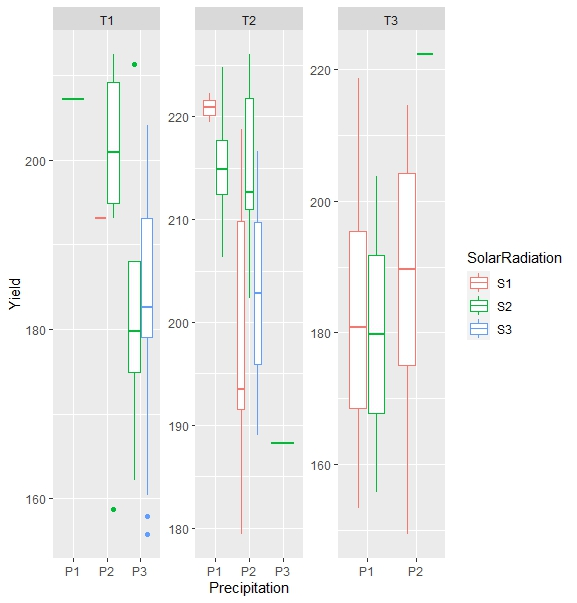 T1 T2 T3
220
220
200
210
200
Yield
200
180
180
190
160
160
180
P1 P2 P3 P1 P2 P3 P1 P2
Precipitation
SolarRadiation
S1
S2
S3